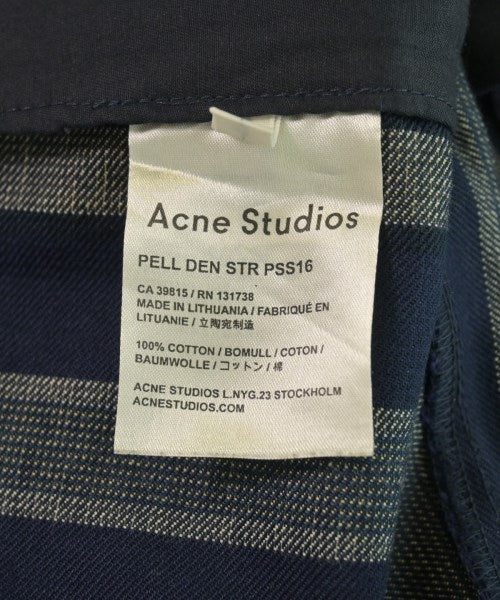 Acne Studios
PELL DEN STR PSS16
CA 39815 / RN 131738
MADE IN LITHUANIA / FABRIQUÉ EN
LITUANIE / 立陶宛制造
100% COTTON / BOMULL / COTON /
BAUMWOLLE / コットン / 棉
ACNE STUDIOS L.NYG.23 STOCKHOLM
ACNESTUDIOS.COM